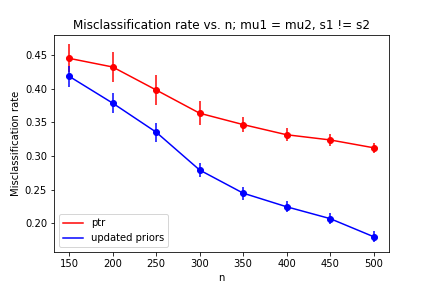 Misclassification rate vs. n; mu1 = mu2, s1 != s2
Misclassification rate
0.45
0.40
0.35
0.30
0.25
0.20
ptr
updated priors
150 200 250 300 350 400 450 500
n